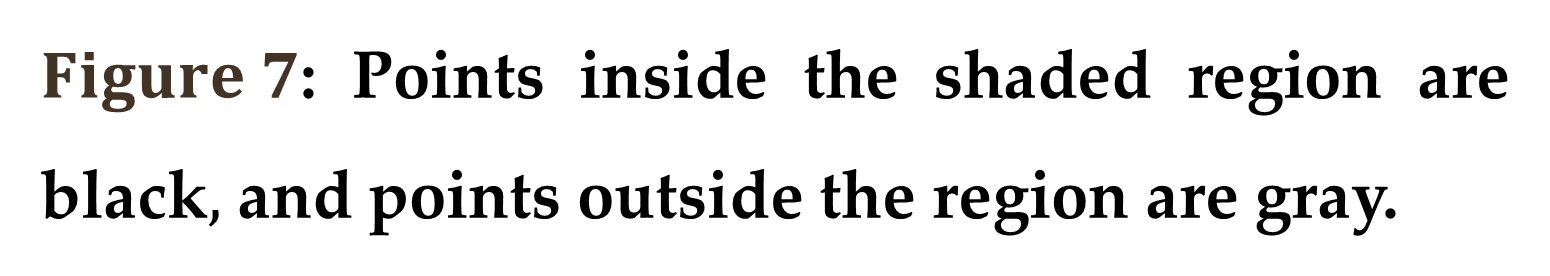 Figure 7: Points inside the shaded region are
black, and points outside the region are gray.